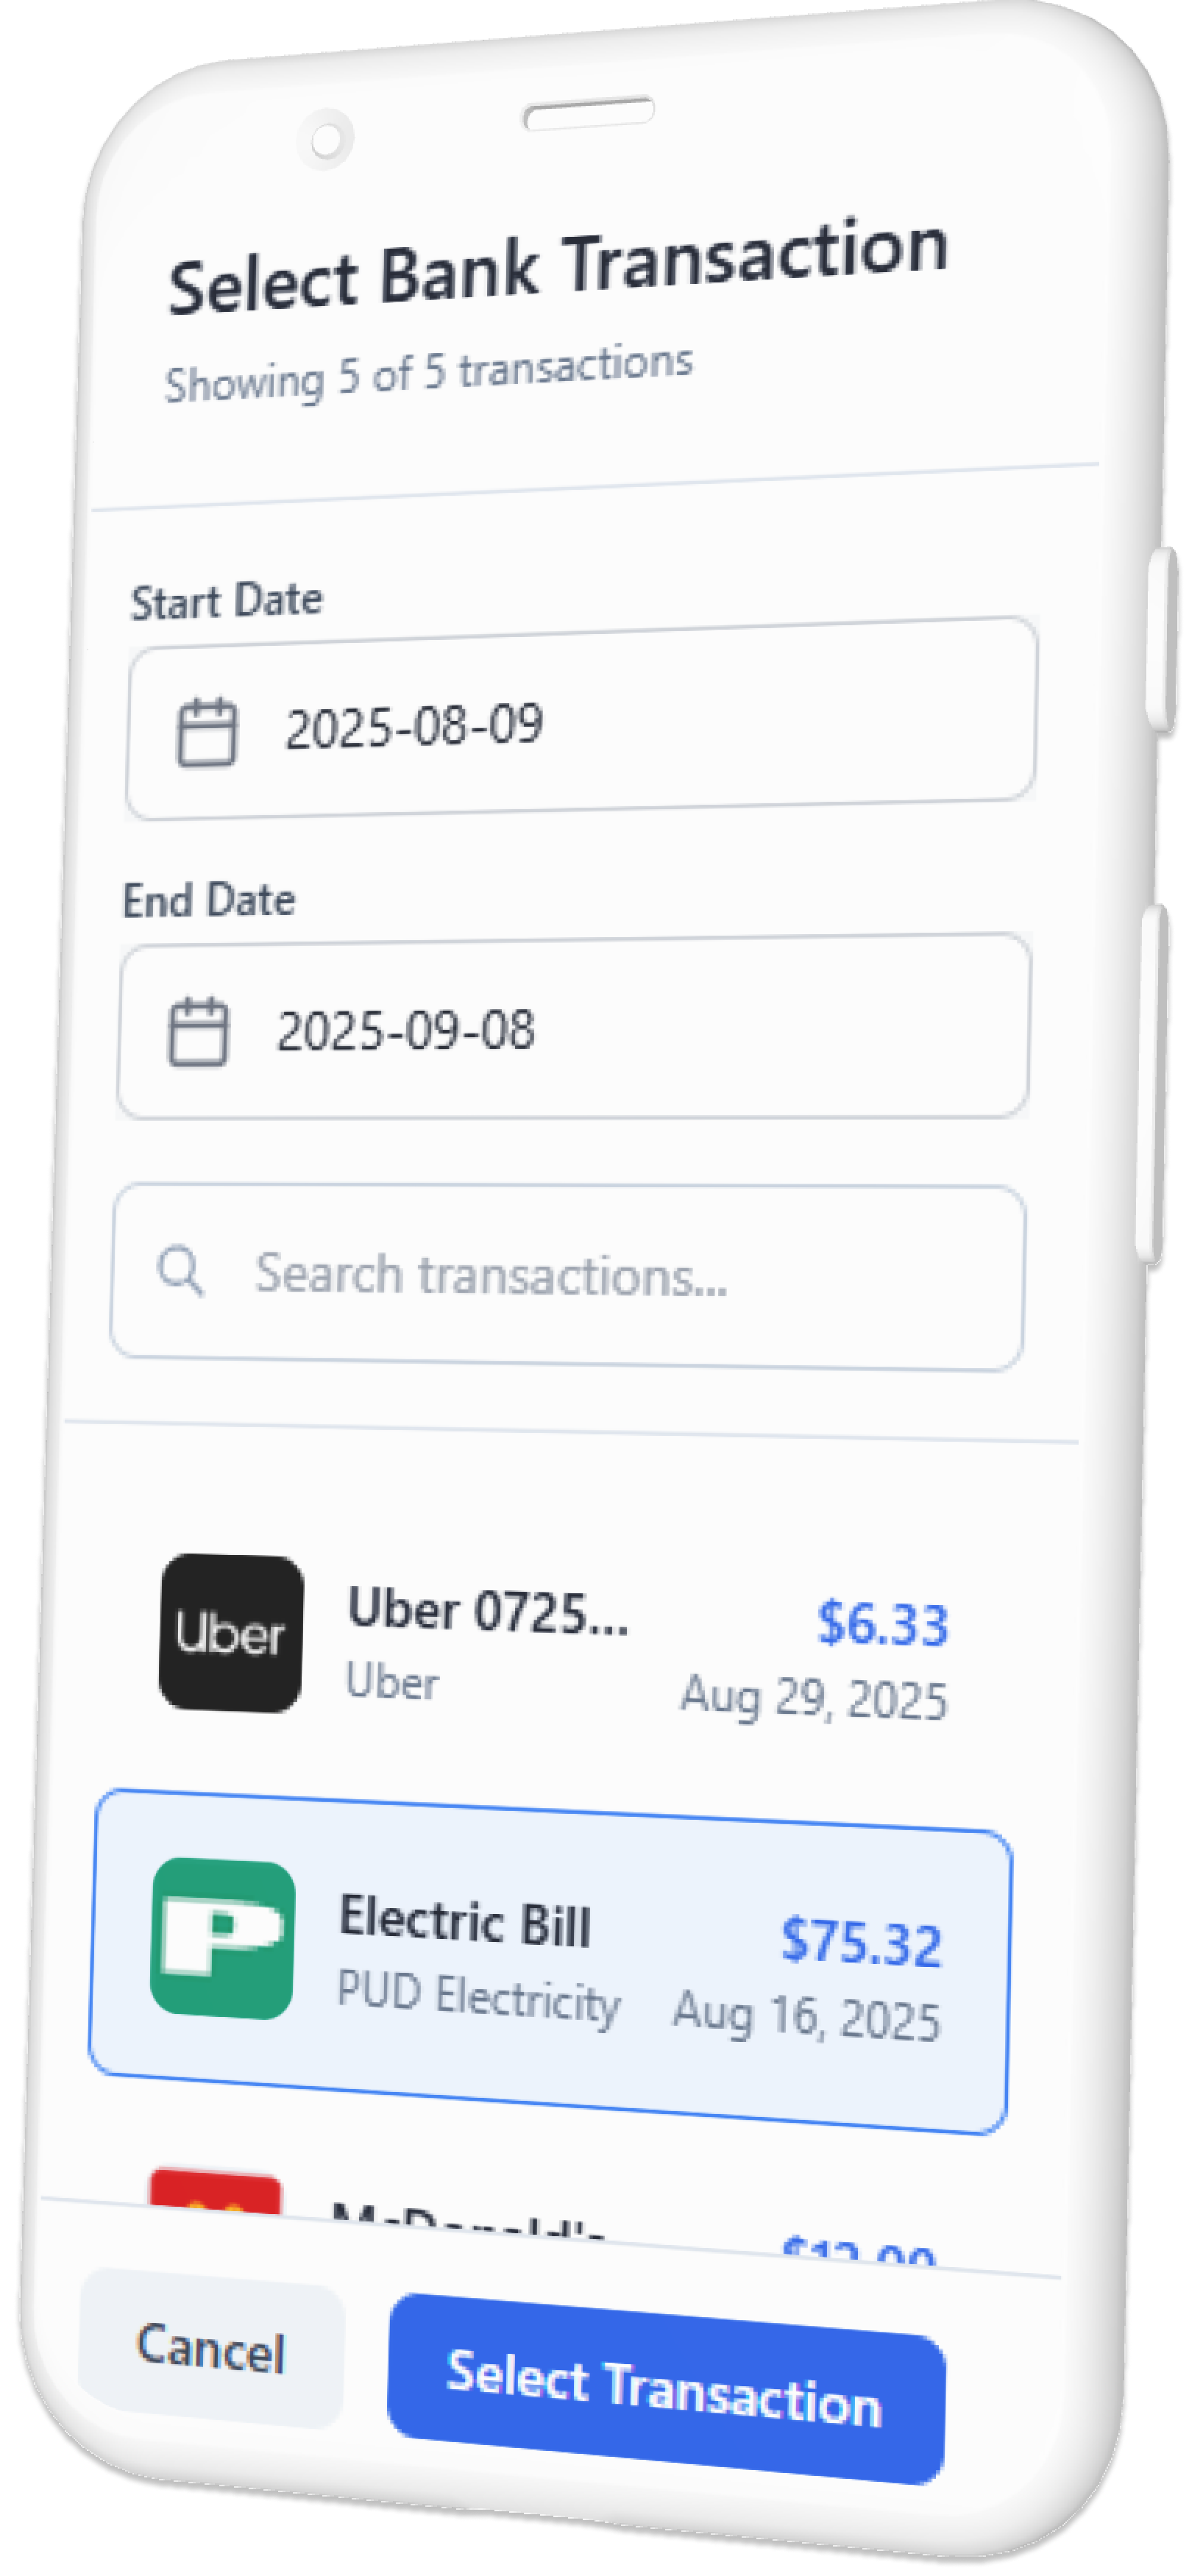 Select Bank Transaction
Showing 5 of 5 transactions
Start Date
2025-08-09
End Date
2025-09-08
Search transactions...
Uber
Uber 0725...
$6.33
Uber
Aug 29, 2025
P
Electric Bill
$75.32
PUD Electricity
Aug 16, 2025
McDonald's
Cancel
Select Transaction